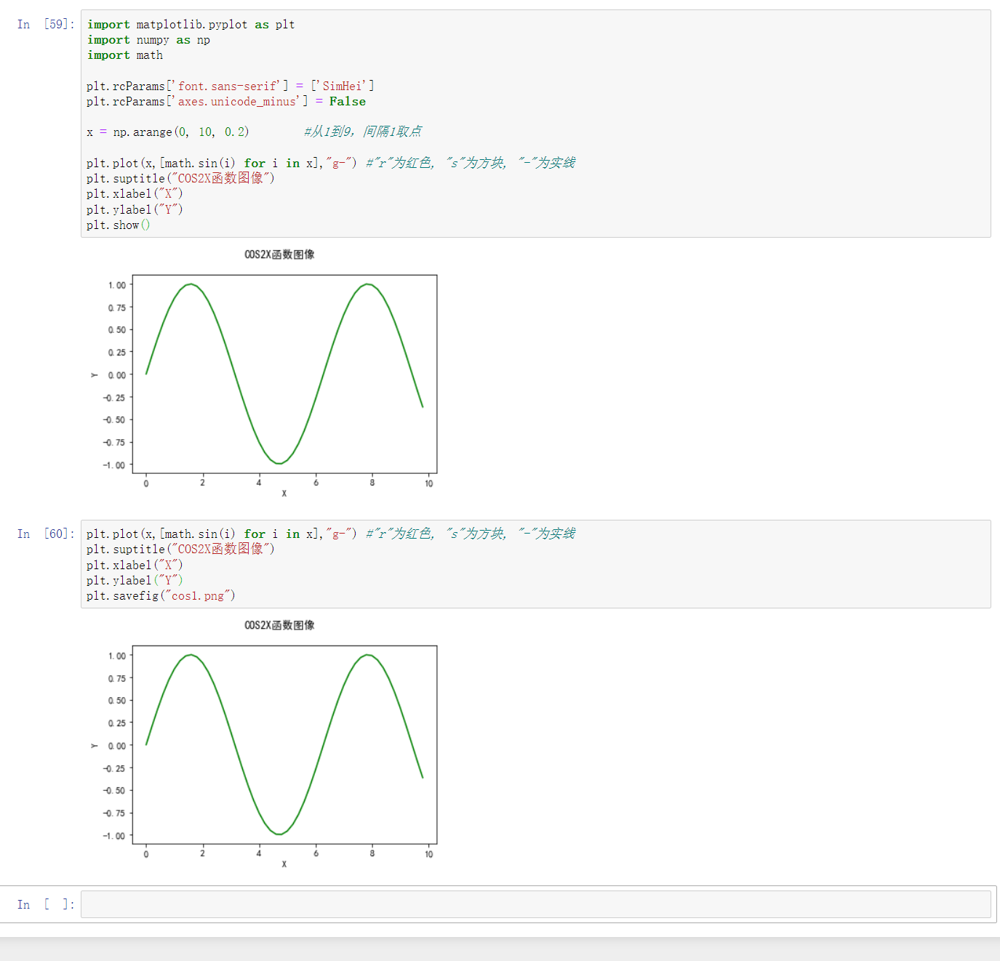 In [59]: import matplotlib.pyplot as plt
import numpy as np
import math
plt.rcParams['font.sans-serif'] = ['SimHei']
plt.rcParams['axes.unicode_minus'] = False
x = np.arange(0, 10, 0.2) #从1到9，间隔1取点
plt.plot(x,[math.sin(i) for i in x],"g-") #"r"为红色, "s"为方块, "-"为实线
plt.suptitle("COS2X函数图像")
plt.xlabel("X")
plt.ylabel("Y")
plt.show()
COS2X函数图像
1.00
0.75
0.50
0.25
Y 0.00
-0.25
-0.50
-0.75
-1.00
0 2 4 6 8 10
X
In [60]: plt.plot(x,[math.sin(i) for i in x],"g-") #"r"为红色, "s"为方块, "-"为实线
plt.suptitle("COS2X函数图像")
plt.xlabel("X")
plt.ylabel("Y")
plt.savefig("cos1.png")
COS2X函数图像
1.00
0.75
0.50
0.25
Y 0.00
-0.25
-0.50
-0.75
-1.00
0 2 4 6 8 10
X
In [ ]: